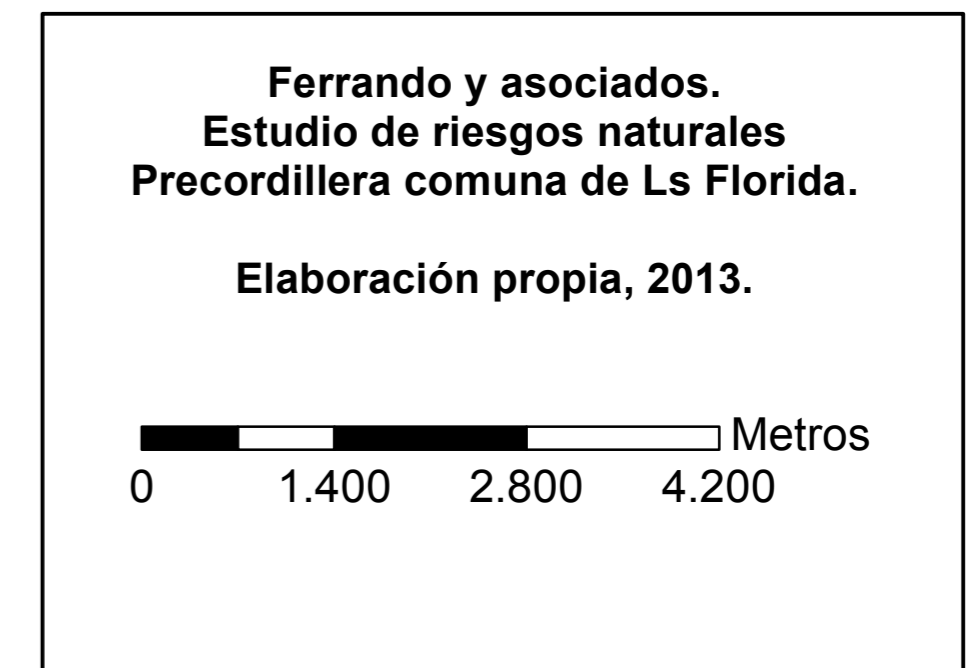 Ferrando y asociados.
Estudio de riesgos naturales
Precordillera comuna de Ls Florida.
Elaboración propia, 2013.
Metros
0 1.400 2.800 4.200